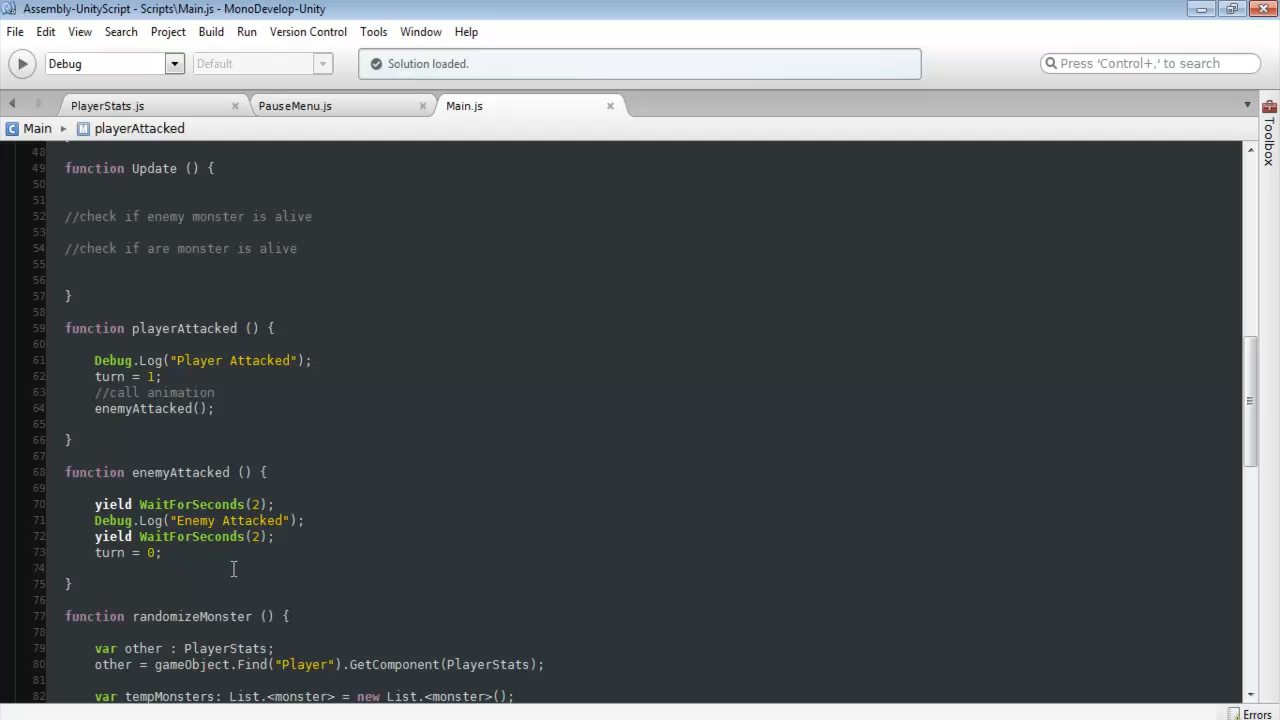 Assembly-UnityScript - Scripts\Main.js - MonoDevelop-Unity
File Edit View Search Project Build Run Version Control Tools Window Help
Debug Default Solution loaded. Press 'Control+,' to search
PlayerStats.js PauseMenu.js Main.js
Main playerAttacked
Toolbox
48
49 function Update () {
50
51
52 //check if enemy monster is alive
53
54 //check if are monster is alive
55
56
57 }
58
59 function playerAttacked () {
60
61 Debug.Log("Player Attacked");
62 turn = 1;
63 //call animation
64 enemyAttacked();
65
66 }
67
68 function enemyAttacked () {
69
70 yield WaitForSeconds(2);
71 Debug.Log("Enemy Attacked");
72 yield WaitForSeconds(2);
73 turn = 0;
74
75 }
76
77 function randomizeMonster () {
78
79 var other : PlayerStats;
80 other = gameObject.Find("Player").GetComponent(PlayerStats);
81
82 var tempMonsters: List.<monster> = new List.<monster>();
Errors